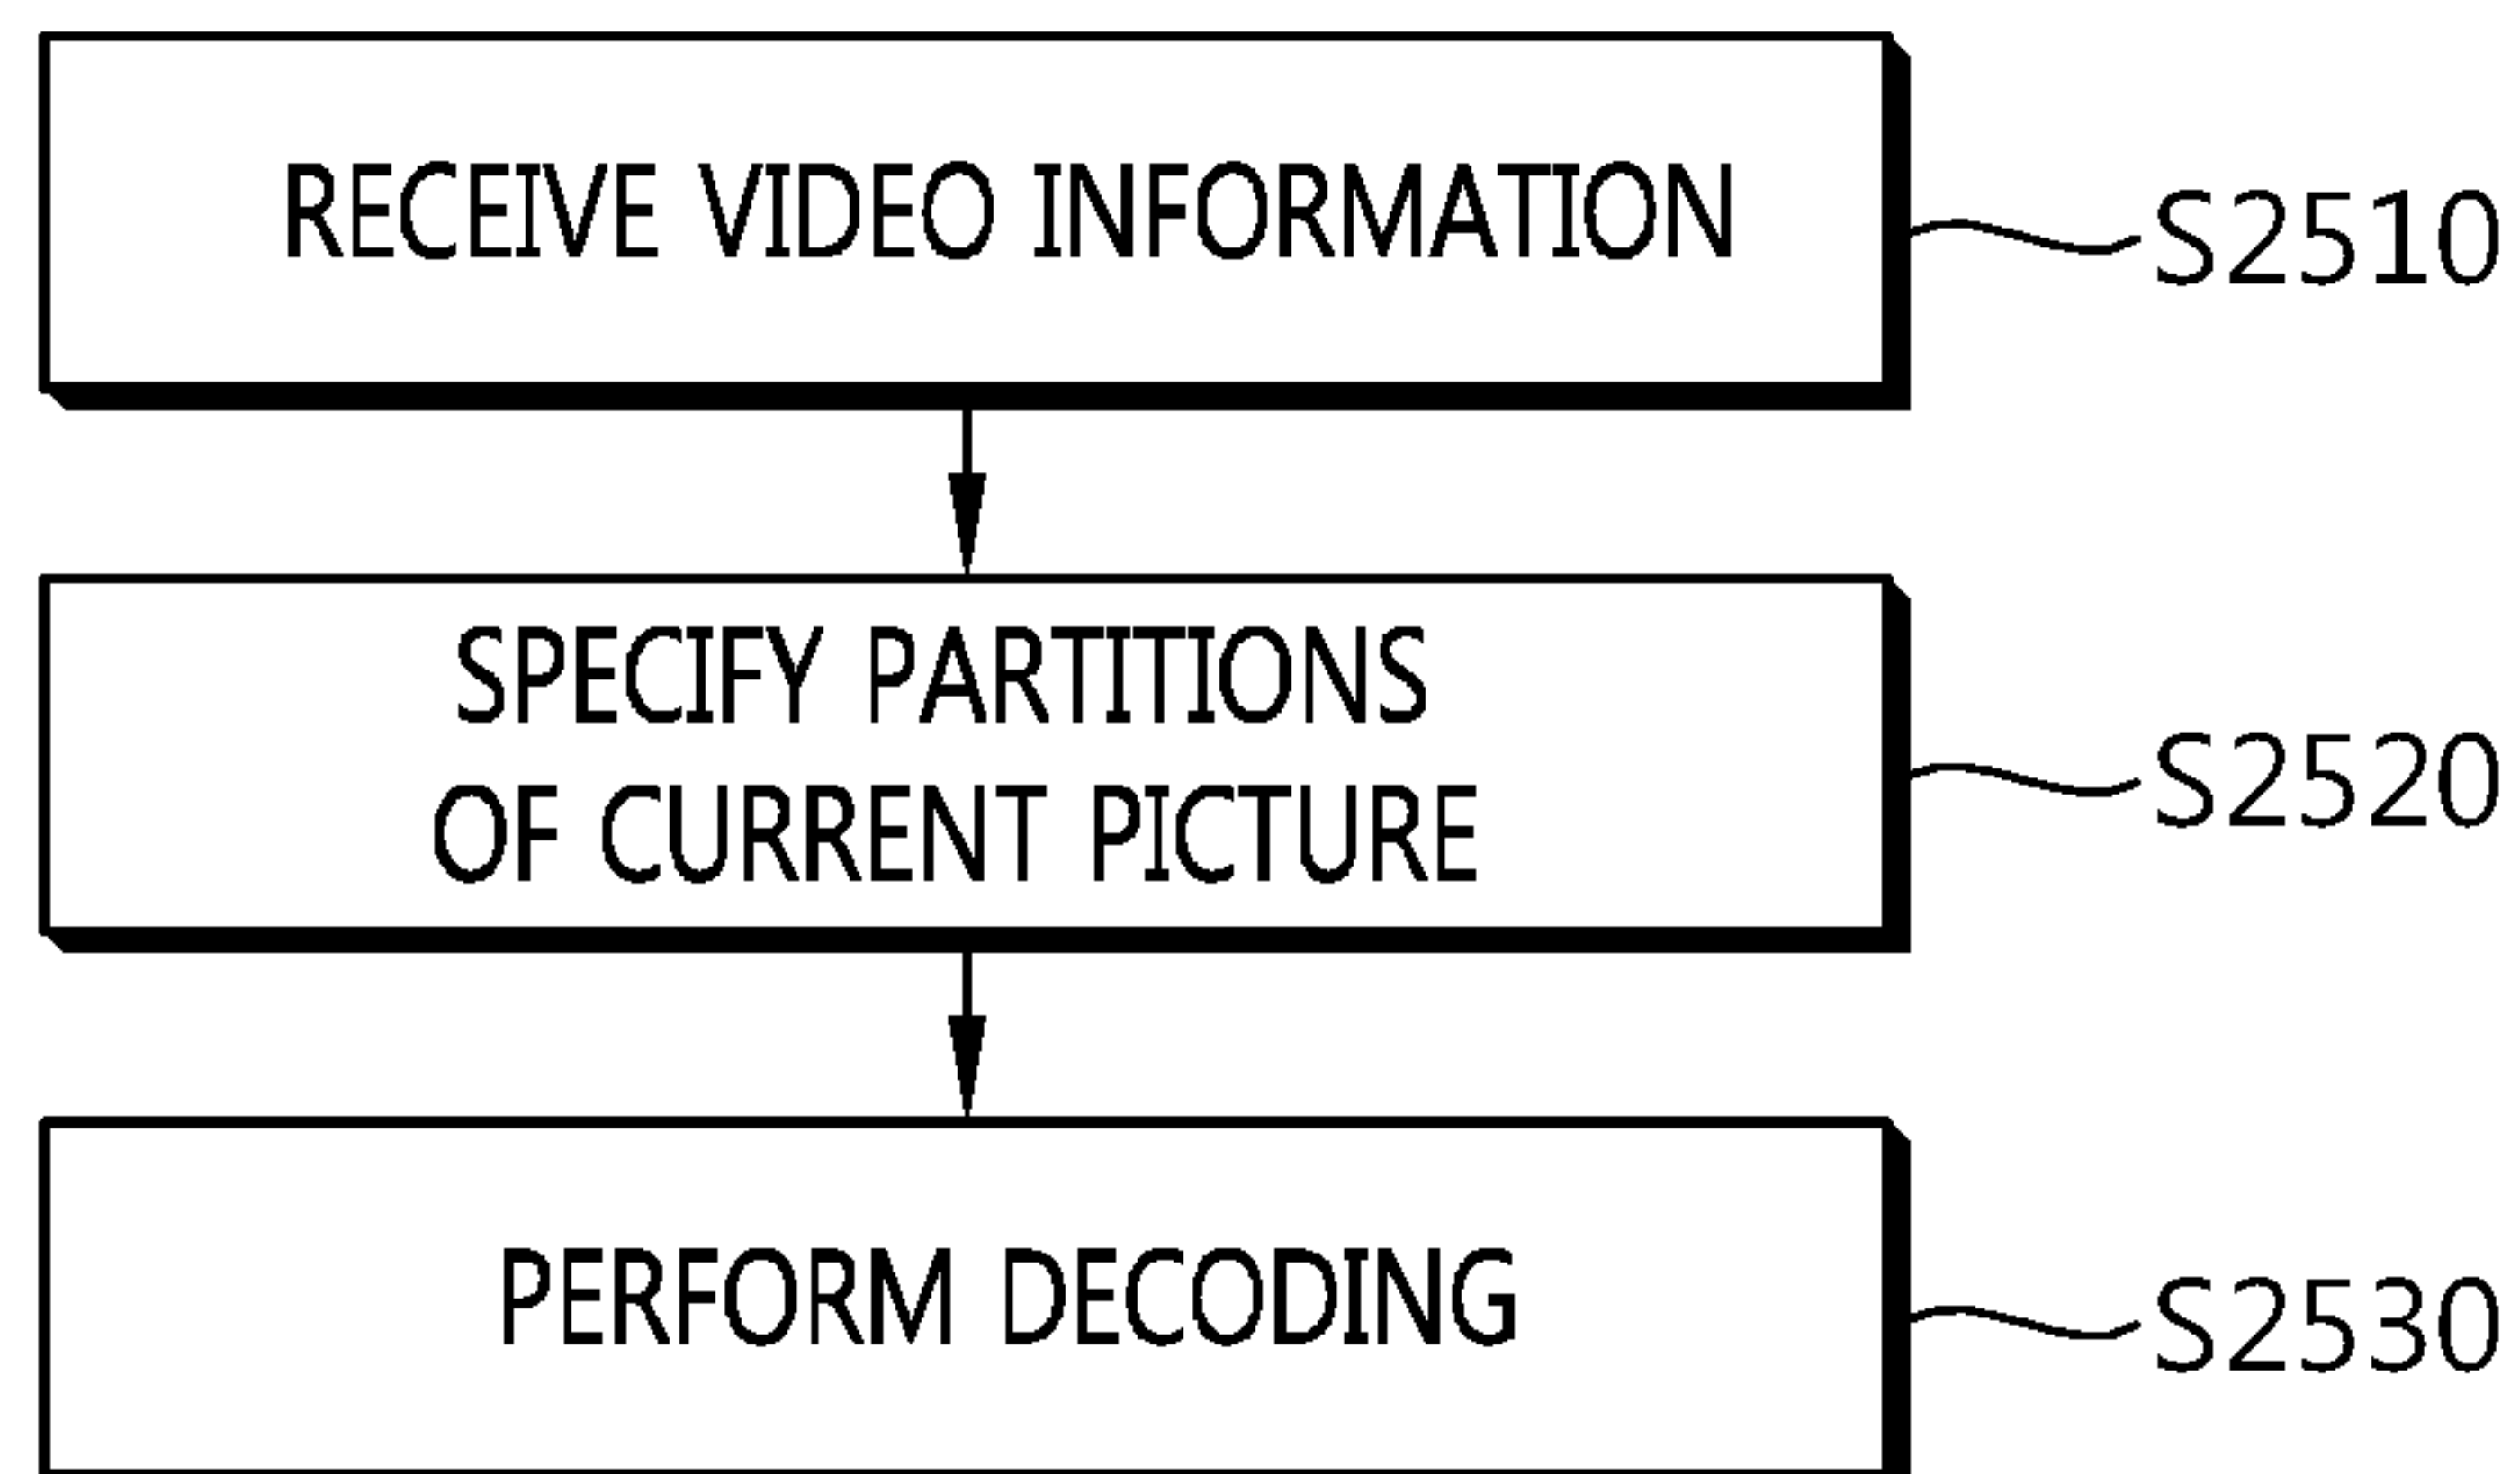 RECEIVE VIDEO INFORMATION
S2510
SPECIFY PARTITIONS
OF CURRENT PICTURE
S2520
PERFORM DECODING
S2530